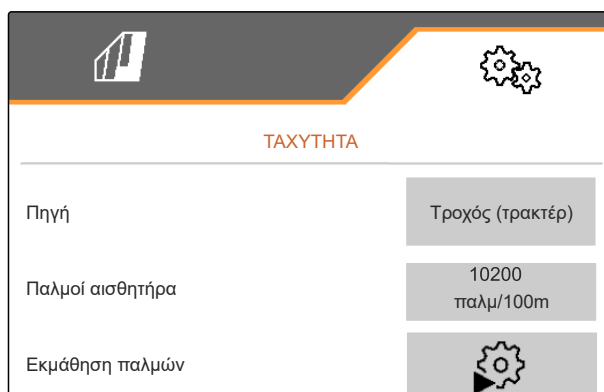 ΤΑΧΥΤΗΤΑ
Πηγή
Τροχός (τρακτέρ)
Παλμοί αισθητήρα
10200
παλμ/100m
Εκμάθηση παλμών